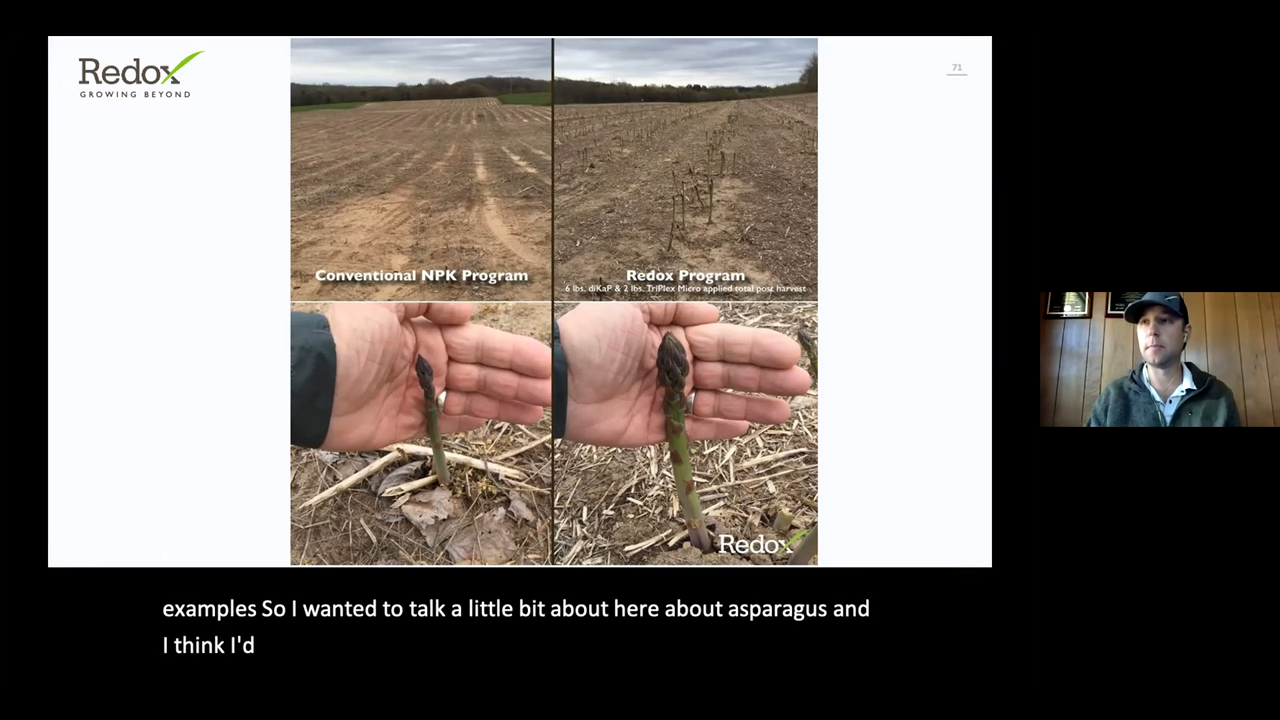 Redox
GROWING BEYOND
71
Conventional NPK Program
Redox Program
6 lbs. diKaP & 2 lbs. TriPlex Micro applied total post harvest
Redox
examples So I wanted to talk a little bit about here about asparagus and
I think I'd